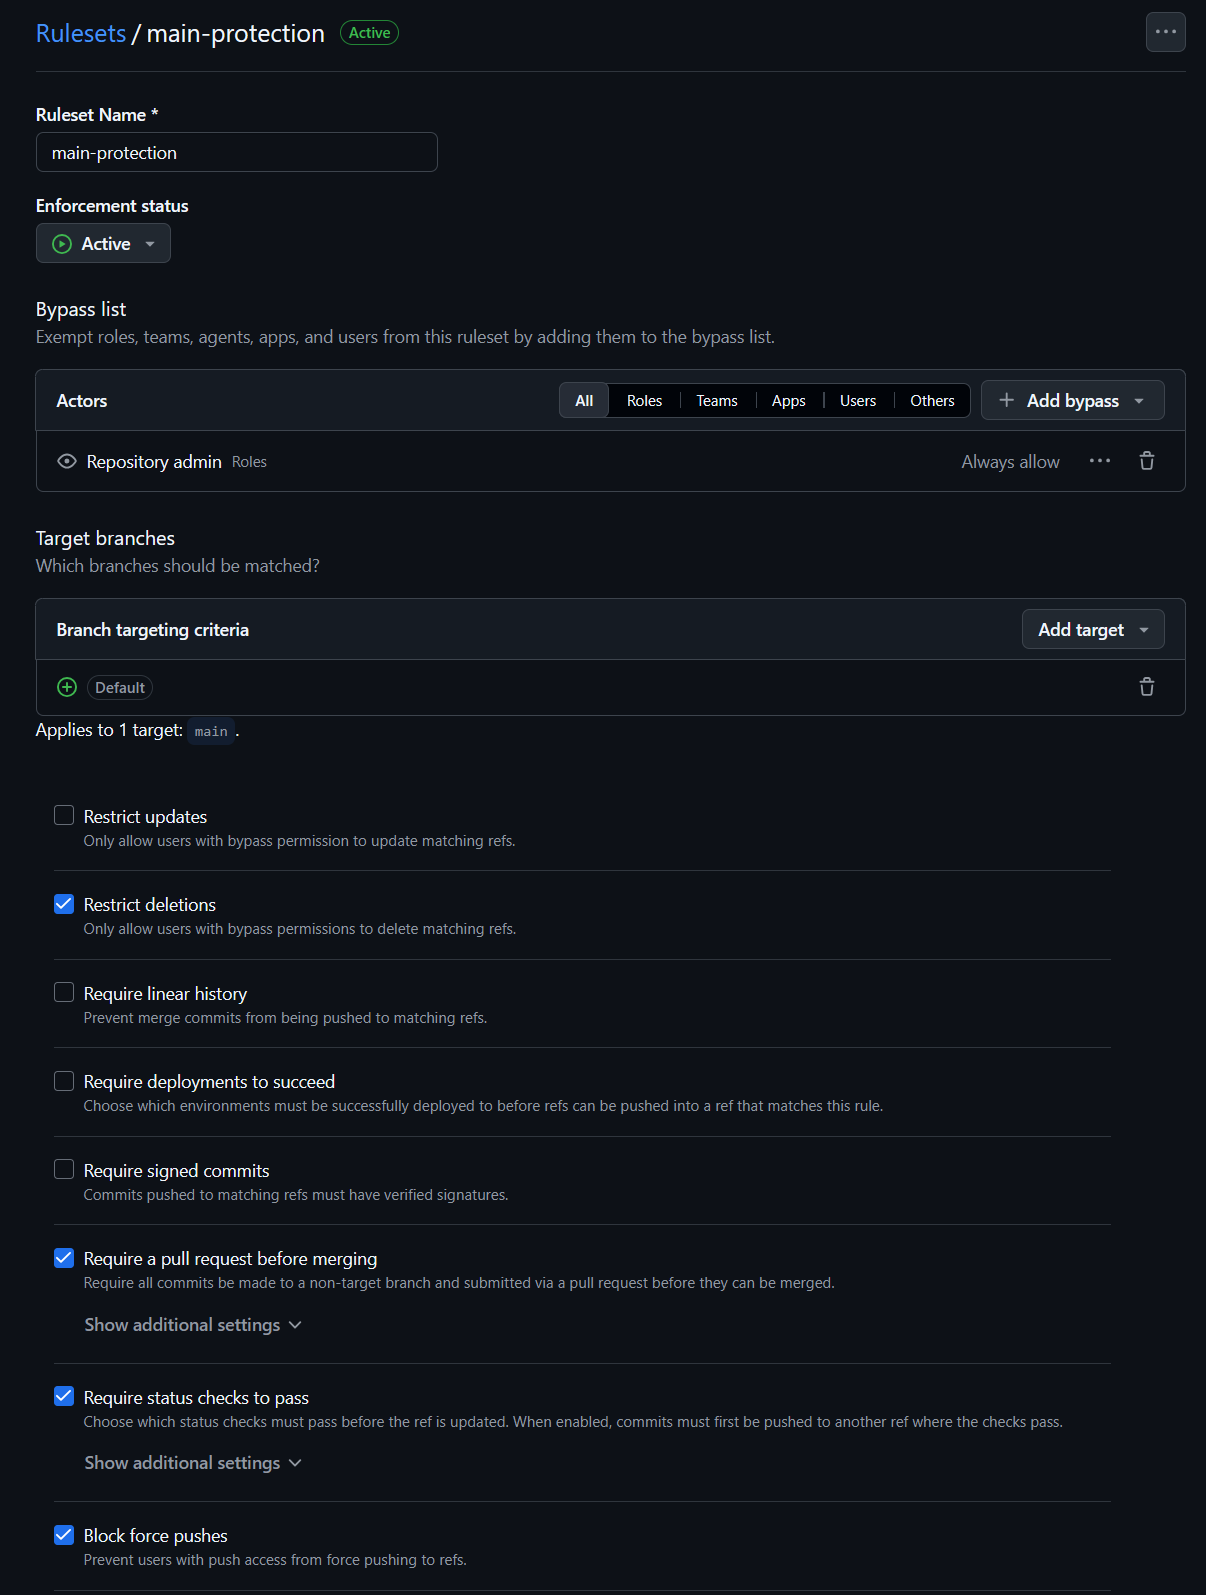 Rulesets / main-protection Active
Ruleset Name *
main-protection
Enforcement status
Active
Bypass list
Exempt roles, teams, agents, apps, and users from this ruleset by adding them to the bypass list.
Actors All Roles Teams Apps Users Others Add bypass
Repository admin Roles Always allow
Target branches
Which branches should be matched?
Branch targeting criteria Add target
Default
Applies to 1 target: main.
Restrict updates
Only allow users with bypass permission to update matching refs.
Restrict deletions
Only allow users with bypass permissions to delete matching refs.
Require linear history
Prevent merge commits from being pushed to matching refs.
Require deployments to succeed
Choose which environments must be successfully deployed to before refs can be pushed into a ref that matches this rule.
Require signed commits
Commits pushed to matching refs must have verified signatures.
Require a pull request before merging
Require all commits be made to a non-target branch and submitted via a pull request before they can be merged.
Show additional settings
Require status checks to pass
Choose which status checks must pass before the ref is updated. When enabled, commits must first be pushed to another ref where the checks pass.
Show additional settings
Block force pushes
Prevent users with push access from force pushing to refs.